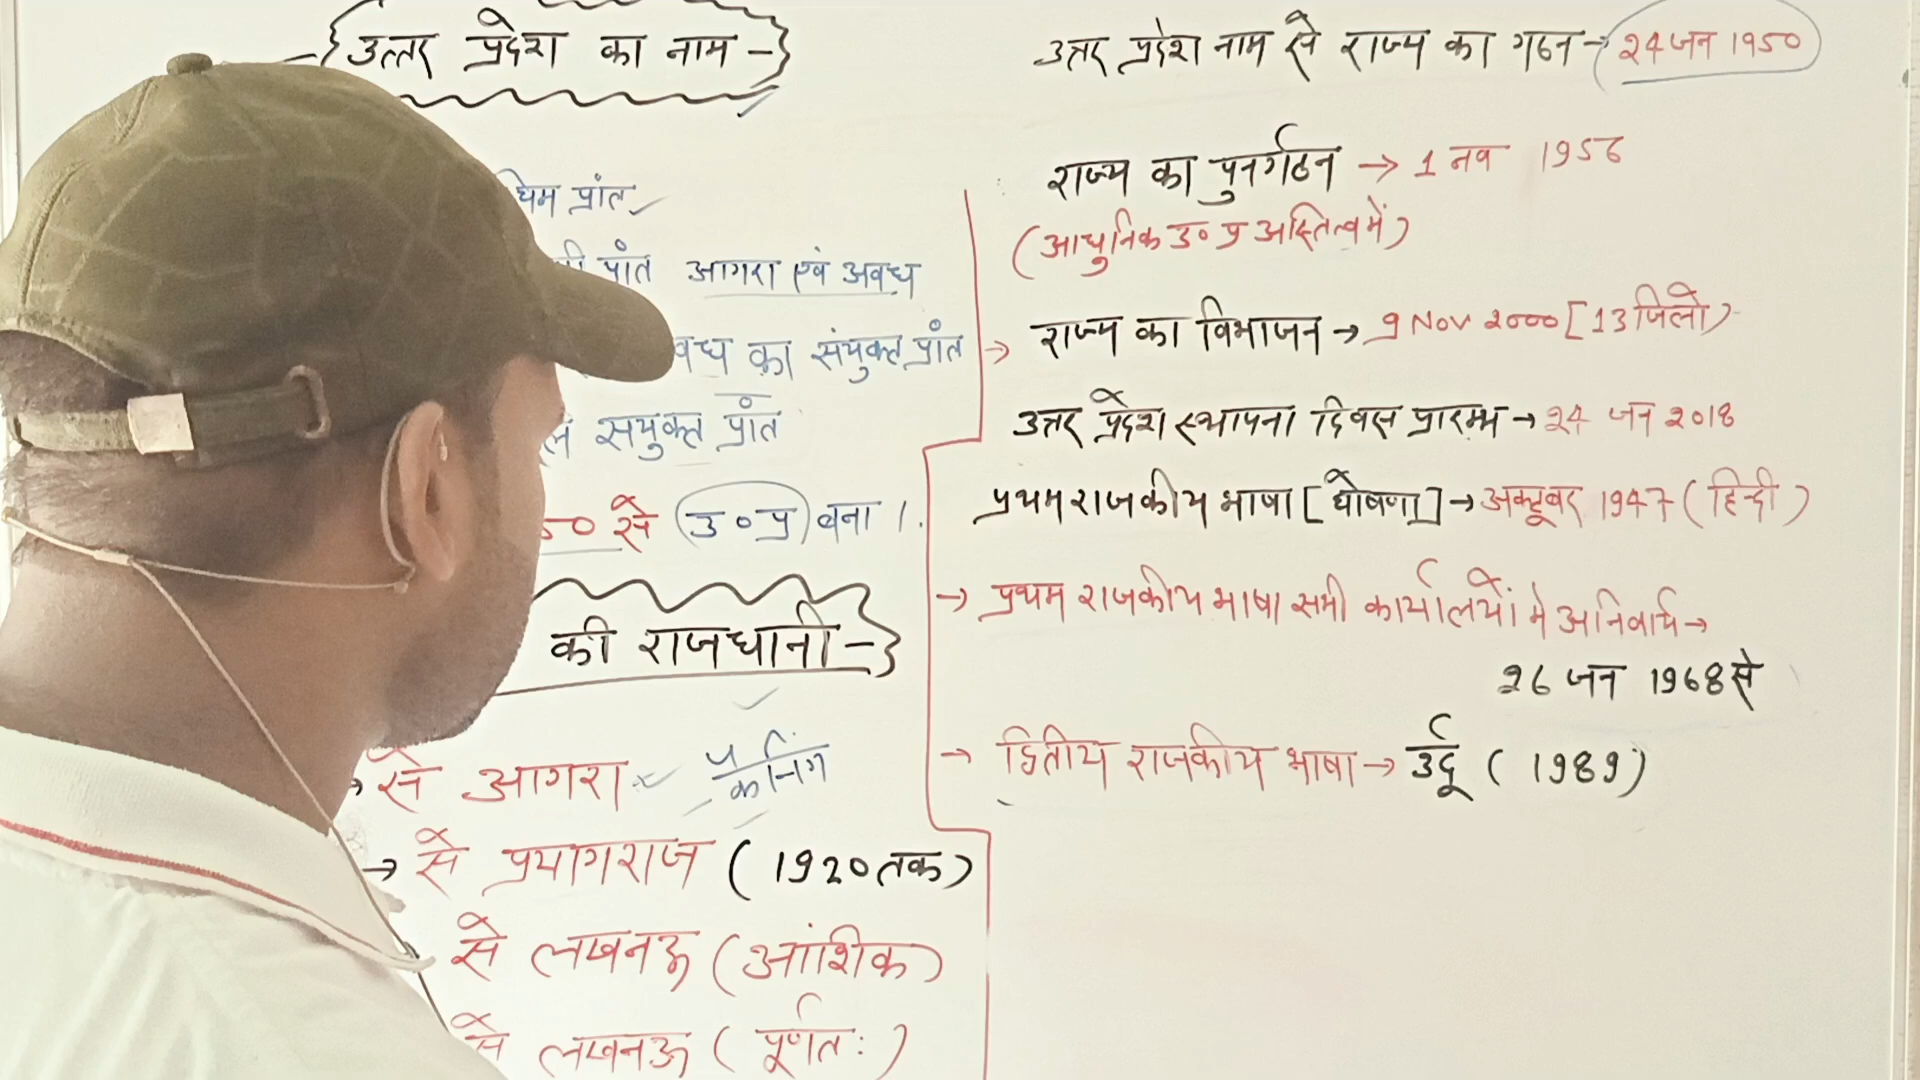 उत्तर प्रदेश का नाम -
प्रांत
प्रांत आगरा एवं अवध
का संयुक्त प्रांत
संयुक्त प्रांत
50 से (उ०प्र) बना ।
की राजधानी -
→ से आगरा
कैनिंग
→ से प्रयागराज ( 1920 तक )
से लखनऊ ( आंशिक )
से लखनऊ ( पूर्णत: )
उत्तर प्रदेश नाम से राज्य का गठन → 24 जन 1950
राज्य का पुनर्गठन → 1 नव 1956
( आधुनिक उ० प्र अस्तित्व में )
→ राज्य का विभाजन → 9 Nov 2000 [ 13 जिलो )
उत्तर प्रदेश स्थापना दिवस प्रारम्भ → 24 जन 2018
प्रथम राजकीय भाषा [ घोषणा ] → अक्टूबर 1947 ( हिन्दी )
→ प्रथम राजकीय भाषा सभी कार्यालयों मे अनिवार्य →
26 जन 1968 से
→ द्वितीय राजकीय भाषा → उर्दू ( 1989 )